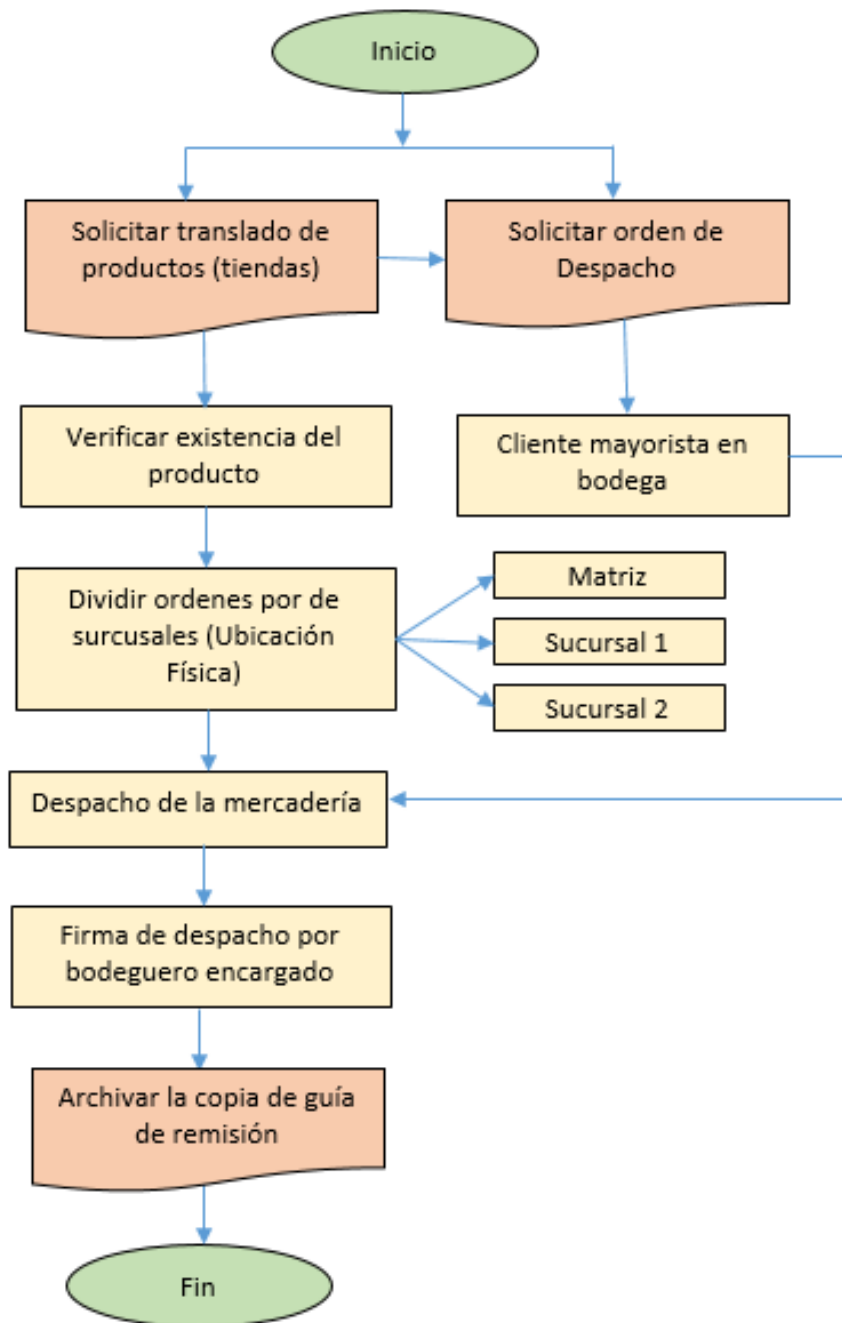 Inicio
Solicitar translado de
productos (tiendas)
Solicitar orden de
Despacho
Verificar existencia del
producto
Cliente mayorista en
bodega
Dividir ordenes por de
surcusales (Ubicación
Física)
Matriz
Sucursal 1
Sucursal 2
Despacho de la mercadería
Firma de despacho por
bodeguero encargado
Archivar la copia de guía
de remisión
Fin